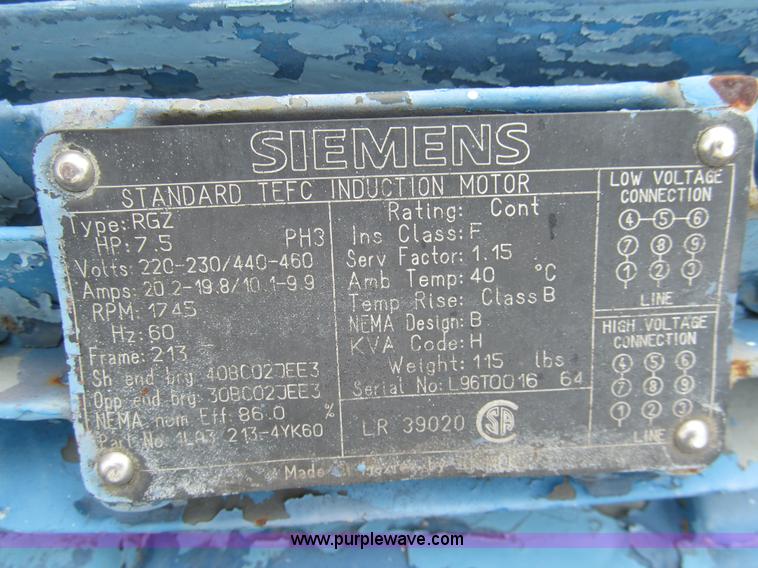 SIEMENS
STANDARD TEFC INDUCTION MOTOR
Type: RGZ
HP: 7.5 PH3
Volts: 220-230/440-460
Amps: 20.2-19.8/10.1-9.9
RPM: 1745
Hz: 60
Frame: 213
Sh end brg: 40BC02JEE3
Opp end brg: 30BC02JEE3
NEMA nom Eff: 86.0 %
Part No: 1LA3 213-4YK60
Rating: Cont
Ins Class: F
Serv Factor: 1.15
Amb Temp: 40 °C
Temp Rise: Class B
NEMA Design: B
KVA Code: H
Weight: 115 lbs
Serial No: L96T0016 64
LR 39020 SA
LOW VOLTAGE
CONNECTION
4-5-6
7 8 9
1 2 3
LINE
HIGH VOLTAGE
CONNECTION
4 5 6
7 8 9
1 2 3
LINE
Made by
www.purplewave.com